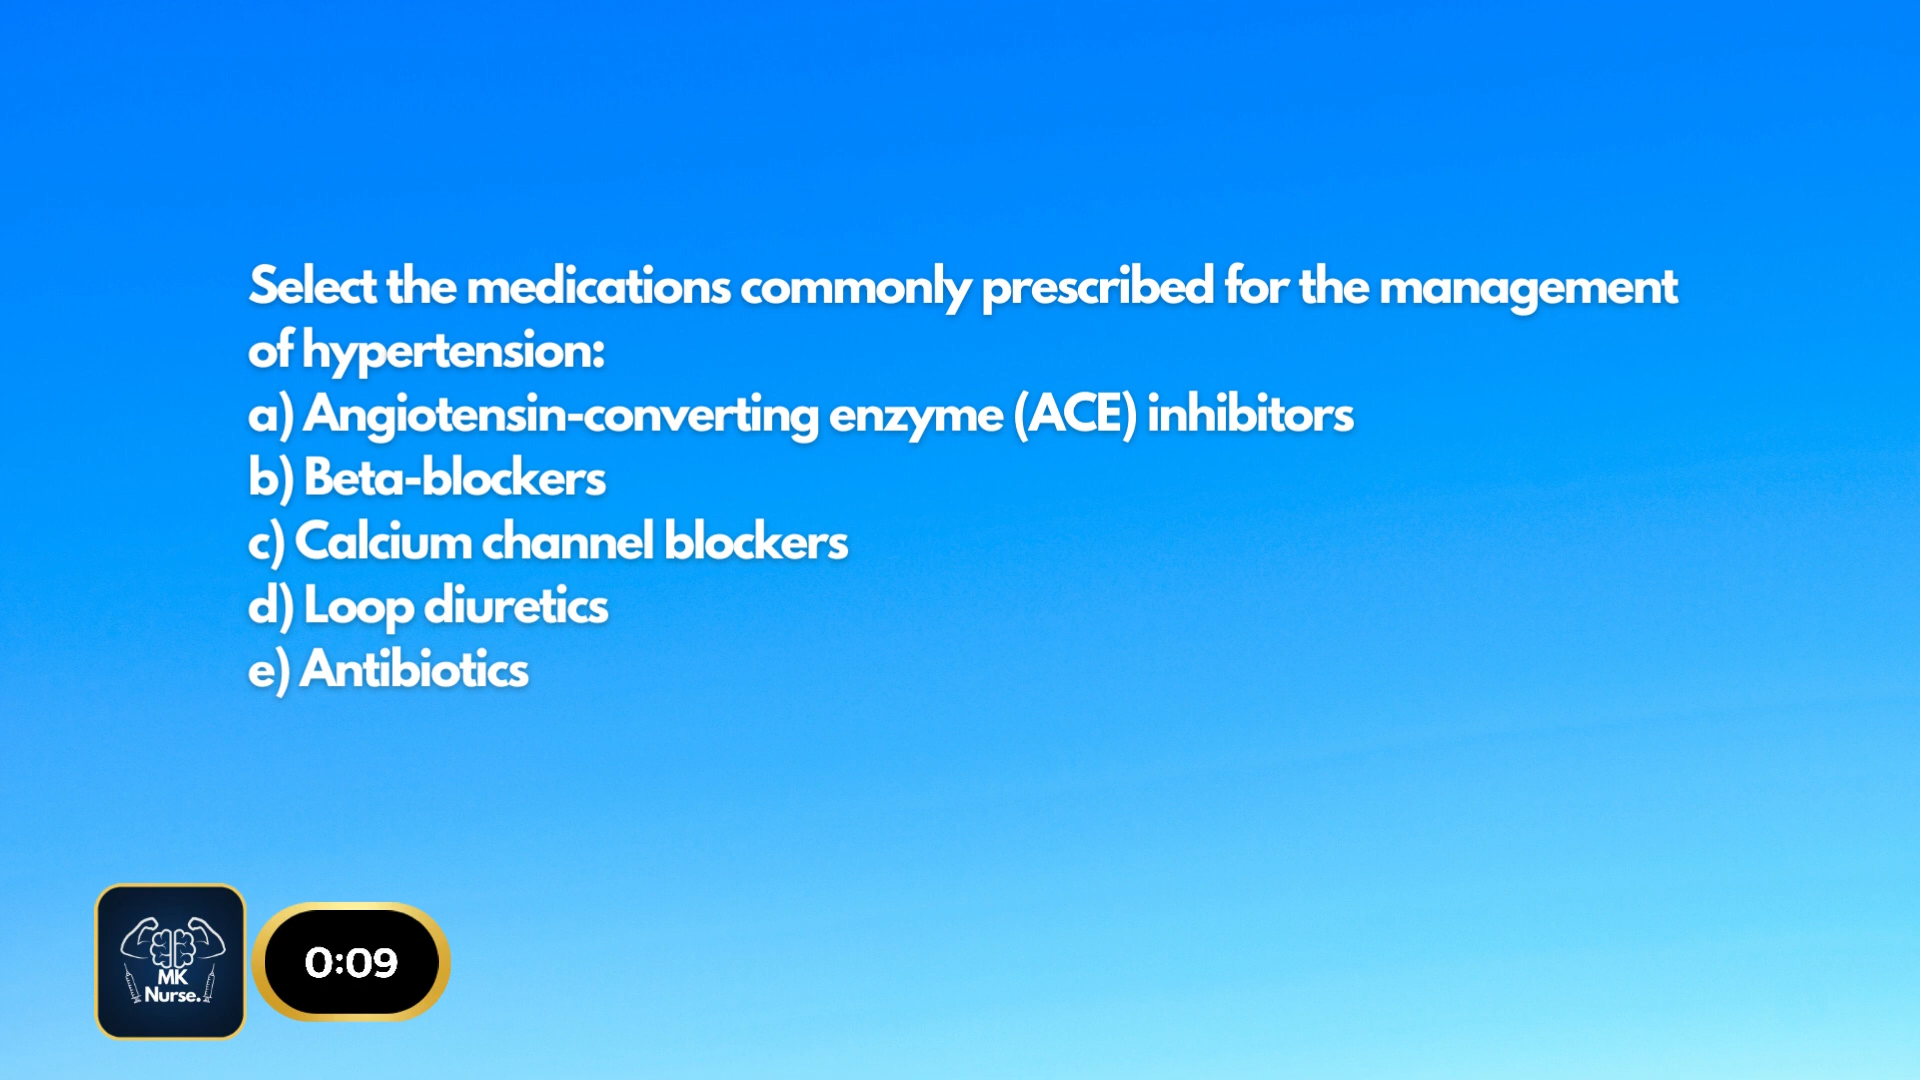 Select the medications commonly prescribed for the management
of hypertension:
a) Angiotensin-converting enzyme (ACE) inhibitors
b) Beta-blockers
c) Calcium channel blockers
d) Loop diuretics
e) Antibiotics
MK
Nurse.
0:09